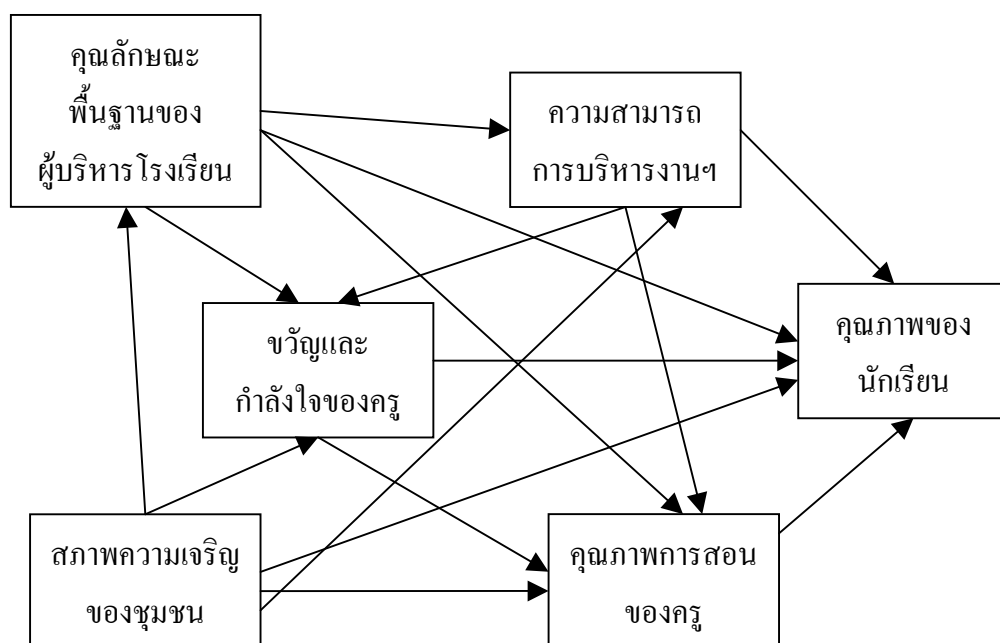 คุณลักษณะ
พื้นฐานของ
ผู้บริหารโรงเรียน
ความสามารถ
การบริหารงานฯ
ขวัญและ
กำลังใจของครู
คุณภาพของ
นักเรียน
สภาพความเจริญ
ของชุมชน
คุณภาพการสอน
ของครู